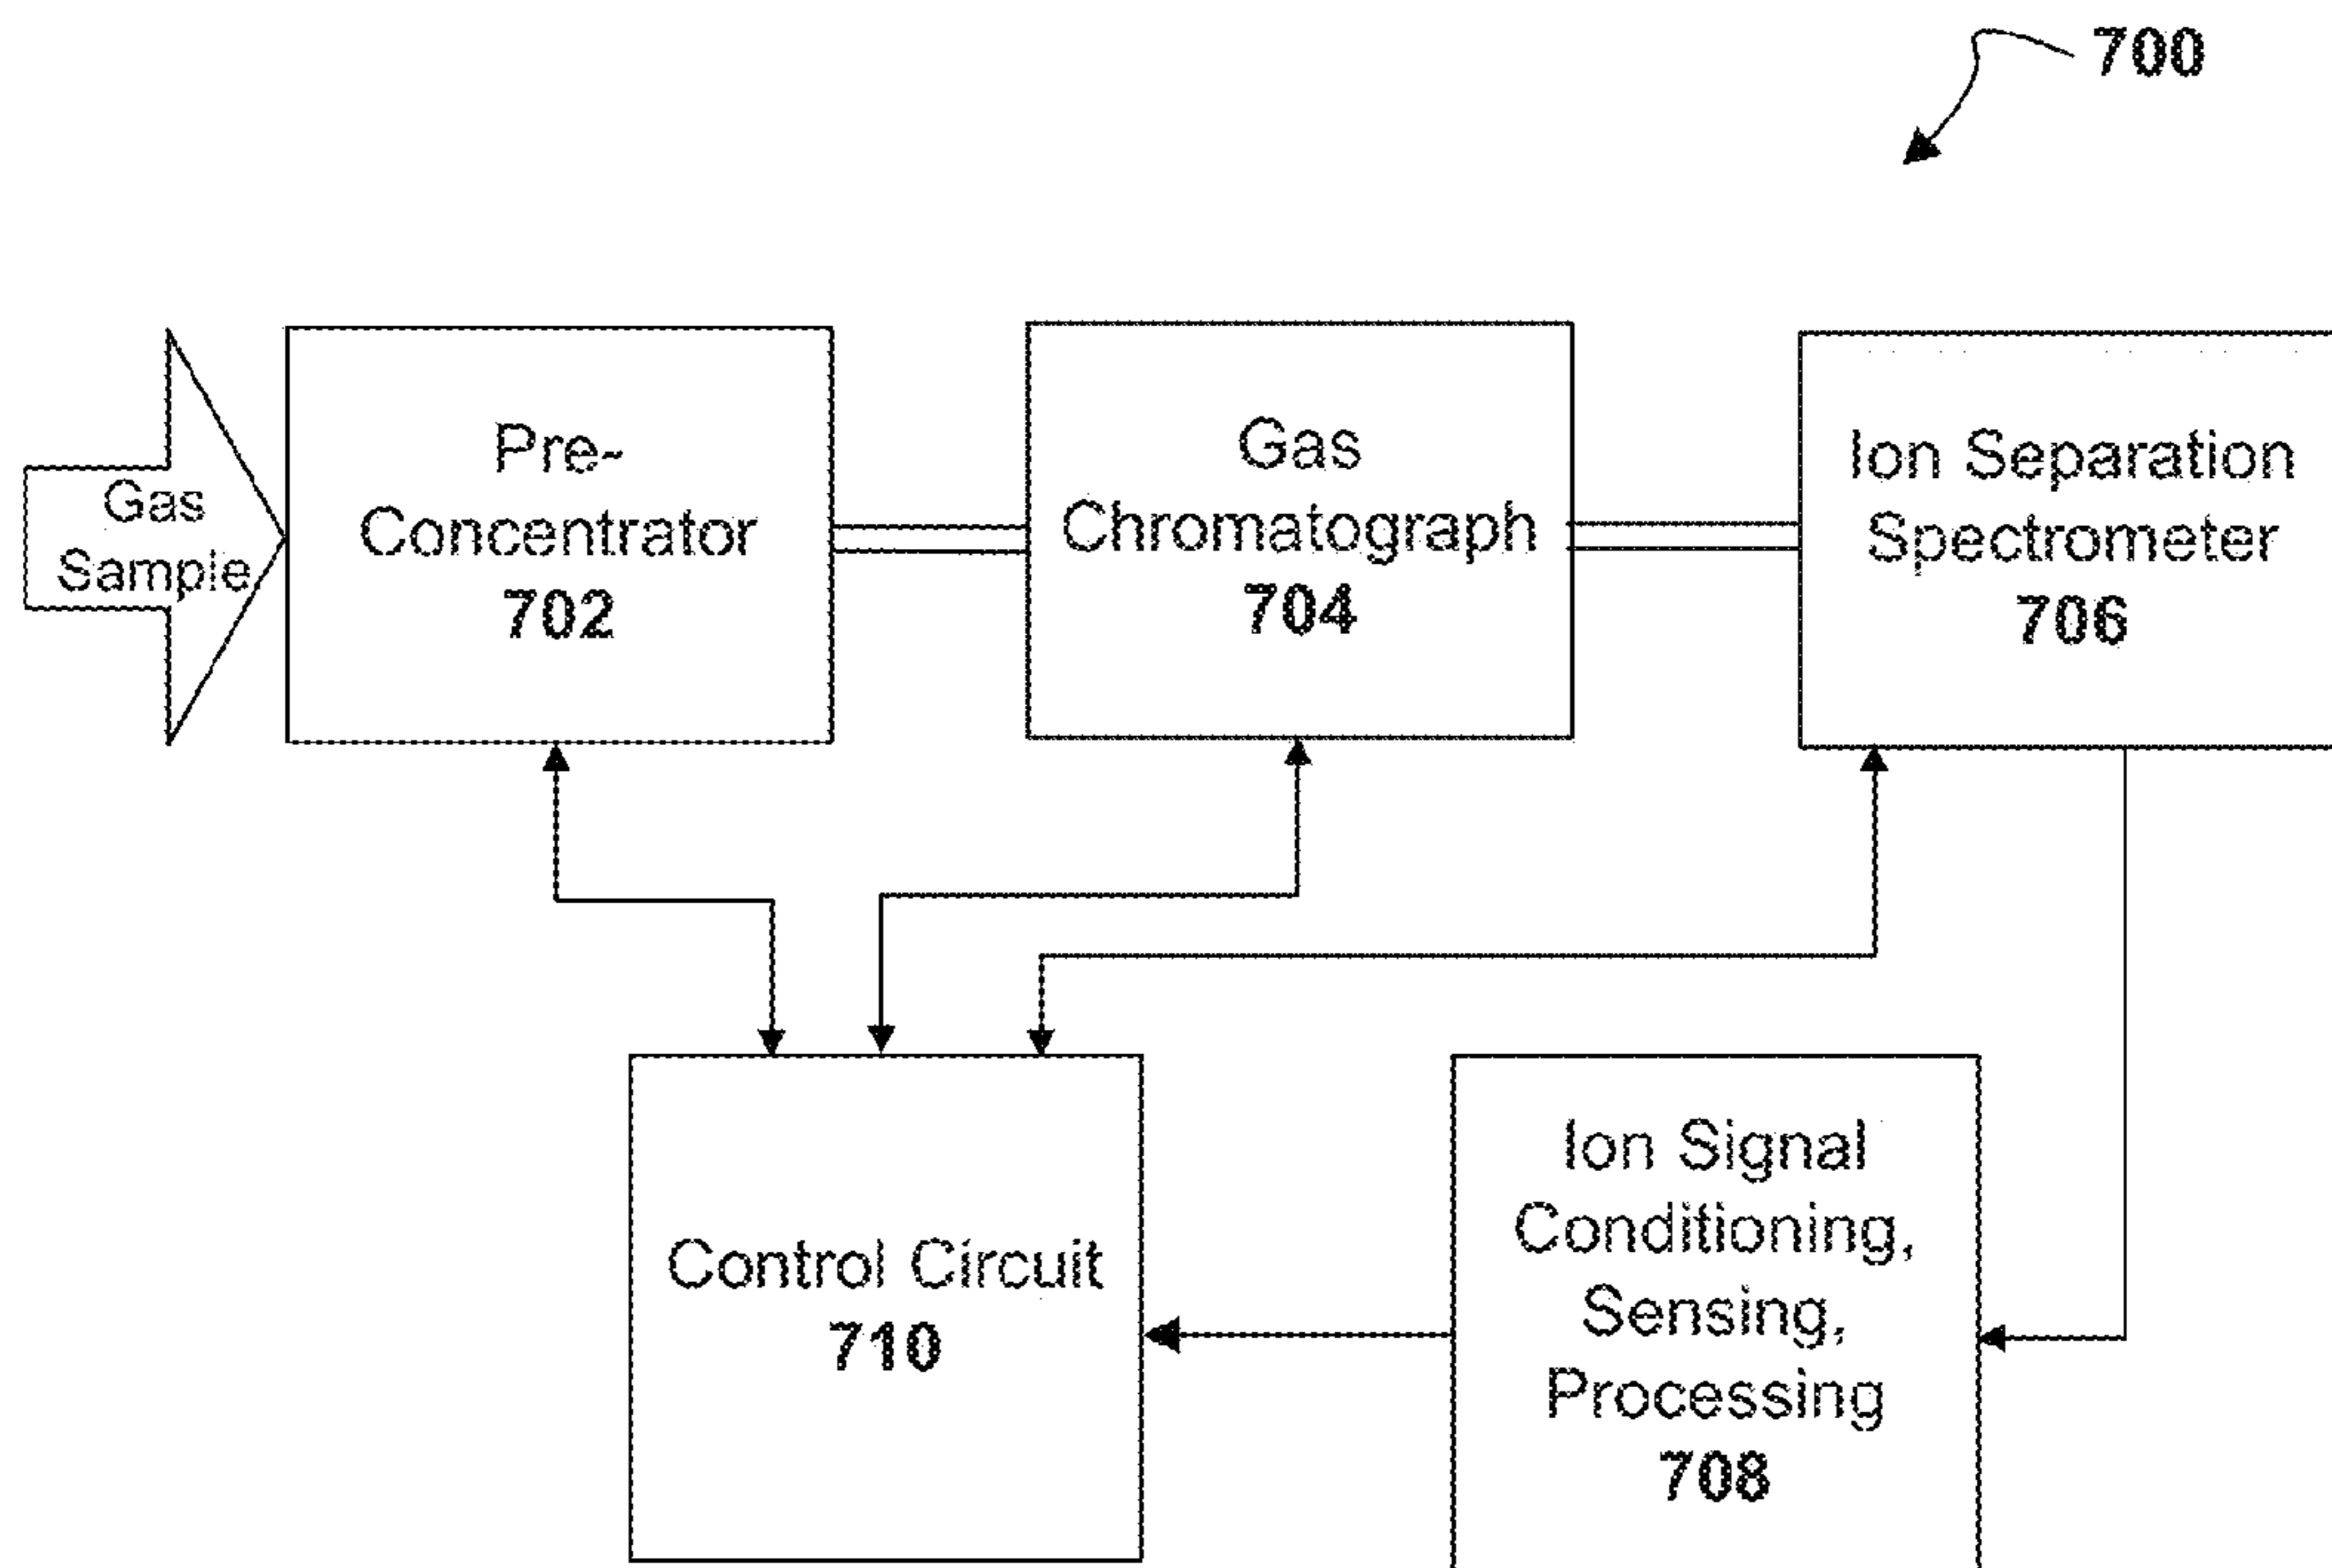 700
Gas
Sample
Pre-
Concentrator
702
Gas
Chromatograph
704
Ion Separation
Spectrometer
706
Control Circuit
710
Ion Signal
Conditioning,
Sensing,
Processing
708